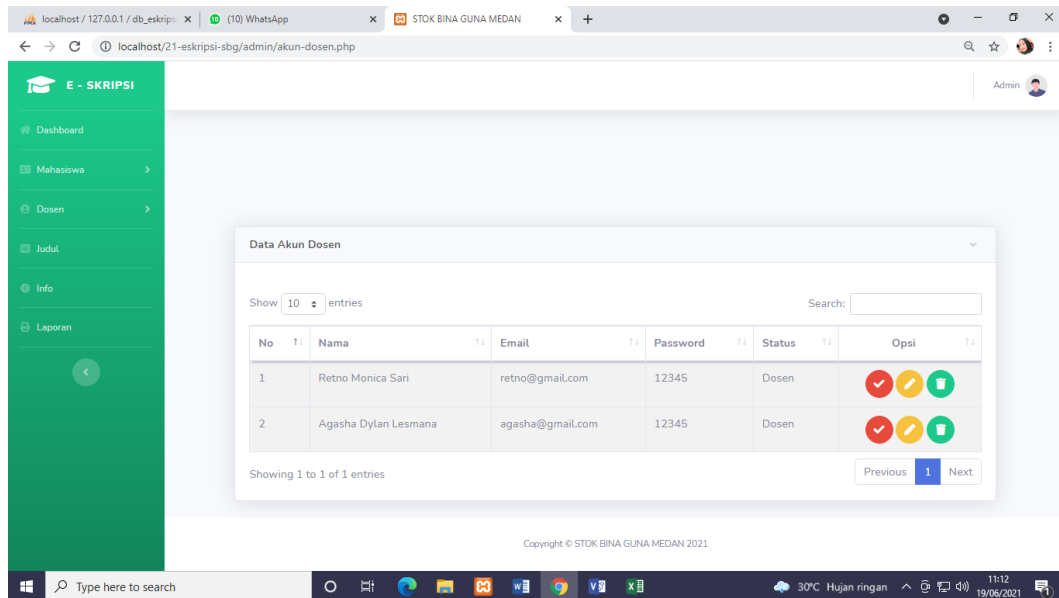 localhost / 127.0.0.1 / db_eskrips
(10) WhatsApp
STOK BINA GUNA MEDAN
localhost/21-eskripsi-sbg/admin/akun-dosen.php
E - SKRIPSI
Admin
Dashboard
Mahasiswa
Dosen
Judul
Info
Laporan
Data Akun Dosen
Show 10 entries Search:
No Nama Email Password Status Opsi
1 Retno Monica Sari retno@gmail.com 12345 Dosen
2 Agasha Dylan Lesmana agasha@gmail.com 12345 Dosen
Showing 1 to 1 of 1 entries Previous 1 Next
Copyright © STOK BINA GUNA MEDAN 2021
Type here to search
30°C Hujan ringan
11:12
19/06/2021